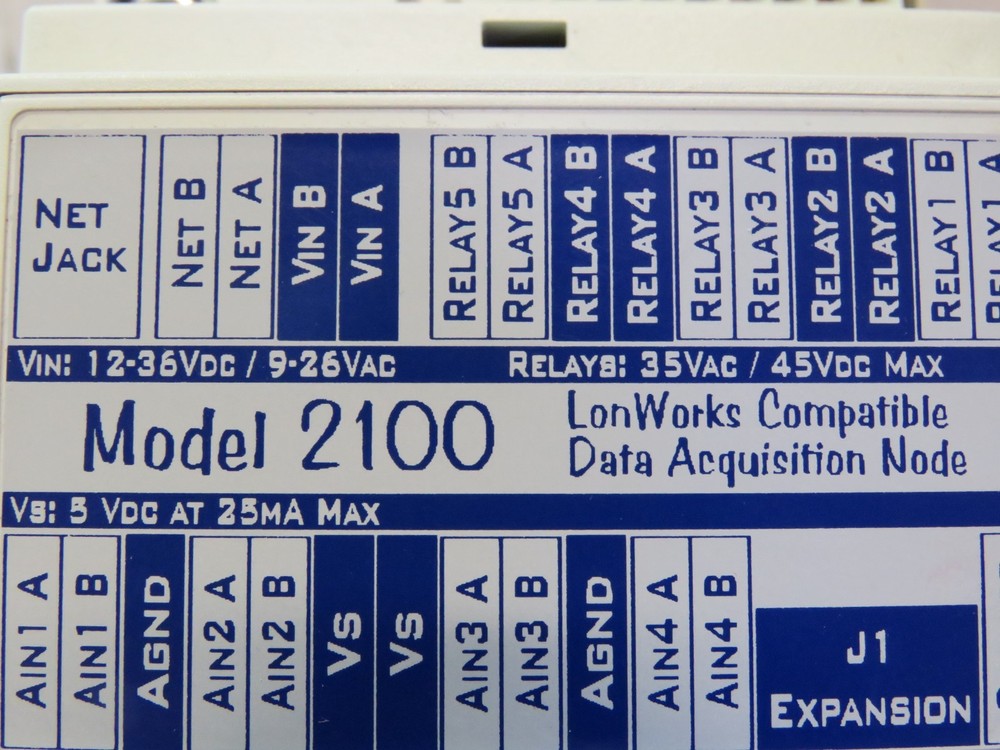 NET
JACK
NET B
NET A
VIN B
VIN A
RELAY5 B
RELAY5 A
RELAY4 B
RELAY4 A
RELAY3 B
RELAY3 A
RELAY2 B
RELAY2 A
RELAY1 B
RELAY1 A
VIN: 12-36VDC / 9-26VAC
RELAYS: 35VAC / 45VDC MAX
Model 2100
LonWorks Compatible
Data Acquisition Node
VS: 5 VDC AT 25MA MAX
AIN1 A
AIN1 B
AGND
AIN2 A
AIN2 B
VS
VS
AIN3 A
AIN3 B
AGND
AIN4 A
AIN4 B
J1
EXPANSION